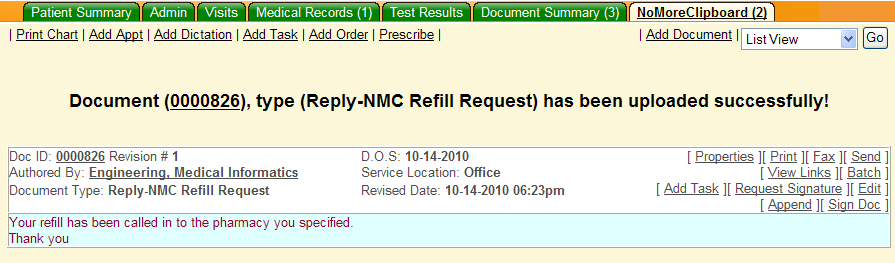 Patient Summary Admin Visits Medical Records (1) Test Results Document Summary (3) NoMoreClipboard (2)
| Print Chart | Add Appt | Add Dictation | Add Task | Add Order | Prescribe | | Add Document | List View Go
Document (0000826), type (Reply-NMC Refill Request) has been uploaded successfully!
Doc ID: 0000826 Revision # 1 D.O.S: 10-14-2010 [ Properties ][ Print ][ Fax ][ Send ]
Authored By: Engineering, Medical Informatics Service Location: Office [ View Links ][ Batch ]
Document Type: Reply-NMC Refill Request Revised Date: 10-14-2010 06:23pm [ Add Task ][ Request Signature ][ Edit ]
[ Append ][ Sign Doc ]
Your refill has been called in to the pharmacy you specified.
Thank you